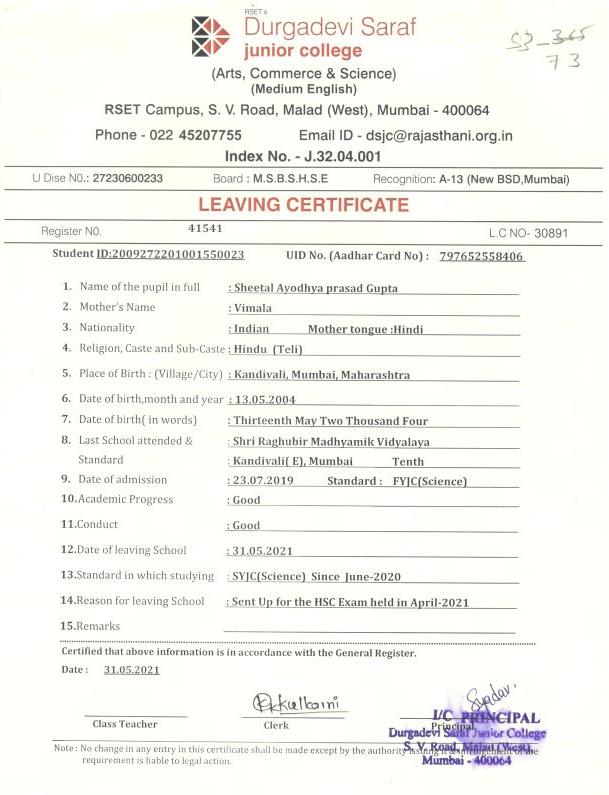 RSET's
Durgadevi Saraf
junior college
(Arts, Commerce & Science)
(Medium English)
RSET Campus, S. V. Road, Malad (West), Mumbai - 400064
Phone - 022 45207755 Email ID - dsjc@rajasthani.org.in
Index No. - J.32.04.001
U Dise N0.: 27230600233 Board : M.S.B.S.H.S.E Recognition: A-13 (New BSD,Mumbai)
LEAVING CERTIFICATE
Register N0. 41541 L.C NO- 30891
Student ID:2009272201001550023 UID No. (Aadhar Card No) : 797652558406
1. Name of the pupil in full : Sheetal Ayodhya prasad Gupta
2. Mother's Name : Vimala
3. Nationality : Indian Mother tongue :Hindi
4. Religion, Caste and Sub-Caste : Hindu (Teli)
5. Place of Birth : (Village/City) : Kandivali, Mumbai, Maharashtra
6. Date of birth,month and year : 13.05.2004
7. Date of birth( in words) : Thirteenth May Two Thousand Four
8. Last School attended & : Shri Raghubir Madhyamik Vidyalaya
Standard : Kandivali( E), Mumbai Tenth
9. Date of admission : 23.07.2019 Standard : FYJC(Science)
10.Academic Progress : Good
11.Conduct : Good
12.Date of leaving School : 31.05.2021
13.Standard in which studying : SYJC(Science) Since June-2020
14.Reason for leaving School : Sent Up for the HSC Exam held in April-2021
15.Remarks
Certified that above information is in accordance with the General Register.
Date : 31.05.2021
Class Teacher Clerk Principal
I/C PRINCIPAL
Durgadevi Saraf Junior College
S. V. Road, Malad (West),
Mumbai - 400064
Note : No change in any entry in this certificate shall be made except by the authority issuing it & infringement of the
requirement is liable to legal action.